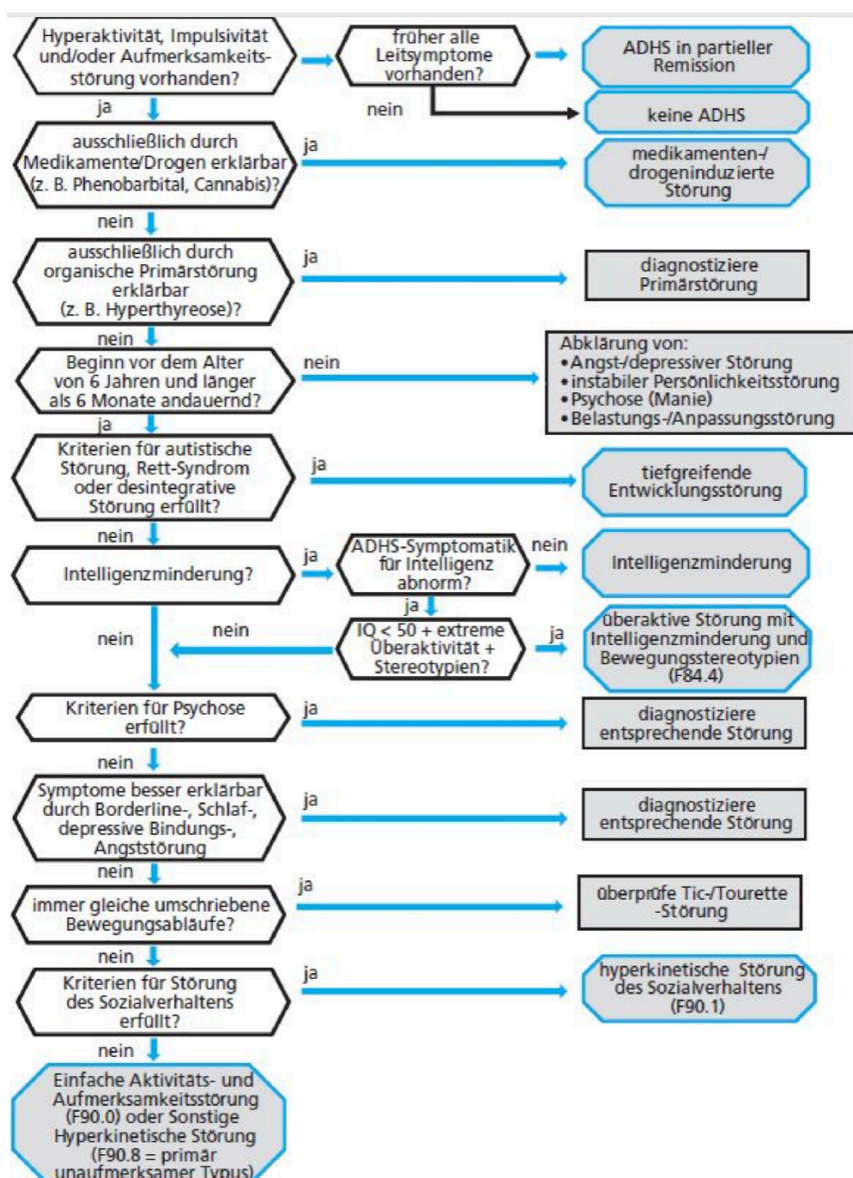 Hyperaktivität, Impulsivität
und/oder Aufmerksamkeits-
störung vorhanden?
früher alle
Leitsymptome
vorhanden?
ADHS in partieller
Remission
ja
nein
keine ADHS
ausschließlich durch
Medikamente/Drogen erklärbar
(z. B. Phenobarbital, Cannabis)?
ja
medikamenten-/
drogeninduzierte
Störung
nein
ausschließlich durch
organische Primärstörung
erklärbar
(z. B. Hyperthyreose)?
ja
diagnostiziere
Primärstörung
nein
Beginn vor dem Alter
von 6 Jahren und länger
als 6 Monate andauernd?
nein
Abklärung von:
•Angst-/depressiver Störung
•instabiler Persönlichkeitsstörung
•Psychose (Manie)
•Belastungs-/Anpassungsstörung
ja
Kriterien für autistische
Störung, Rett-Syndrom
oder desintegrative
Störung erfüllt?
ja
tiefgreifende
Entwicklungsstörung
nein
Intelligenzminderung?
ja
ADHS-Symptomatik
für Intelligenz
abnorm?
nein
Intelligenzminderung
ja
nein
nein
IQ < 50 + extreme
Überaktivität +
Stereotypien?
ja
überaktive Störung mit
Intelligenzminderung und
Bewegungsstereotypien
(F84.4)
Kriterien für Psychose
erfüllt?
ja
diagnostiziere
entsprechende Störung
nein
Symptome besser erklärbar
durch Borderline-, Schlaf-,
depressive Bindungs-,
Angststörung
ja
diagnostiziere
entsprechende Störung
nein
immer gleiche umschriebene
Bewegungsabläufe?
ja
überprüfe Tic-/Tourette
-Störung
nein
Kriterien für Störung
des Sozialverhaltens
erfüllt?
ja
hyperkinetische Störung
des Sozialverhaltens
(F90.1)
nein
Einfache Aktivitäts- und
Aufmerksamkeitsstörung
(F90.0) oder Sonstige
Hyperkinetische Störung
(F90.8 = primär
unaufmerksamer Typus)